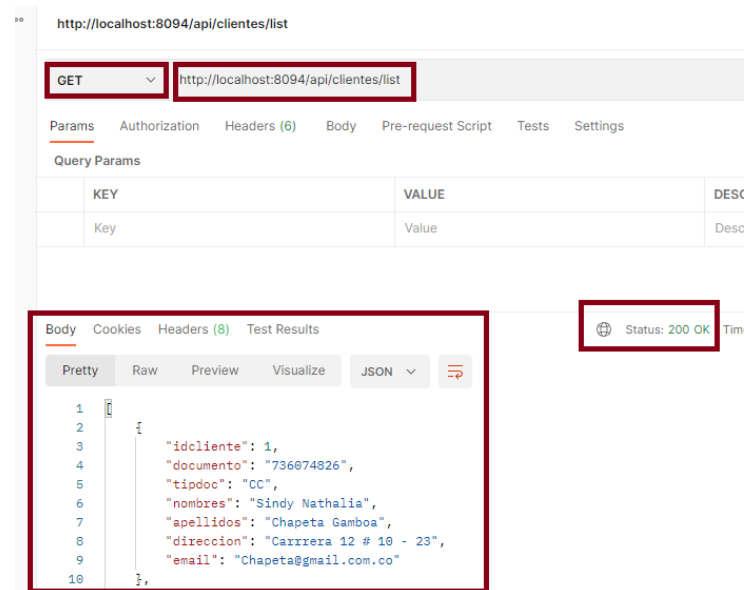 http://localhost:8094/api/clientes/list
GET http://localhost:8094/api/clientes/list
Params Authorization Headers (6) Body Pre-request Script Tests Settings
Query Params
KEY VALUE DESC
Key Value Desc
Body Cookies Headers (8) Test Results Status: 200 OK Time
Pretty Raw Preview Visualize JSON
1 [
2 {
3 "idcliente": 1,
4 "documento": "736074826",
5 "tipdoc": "CC",
6 "nombres": "Sindy Nathalia",
7 "apellidos": "Chapeta Gamboa",
8 "direccion": "Carrrera 12 # 10 - 23",
9 "email": "Chapeta@gmail.com.co"
10 },